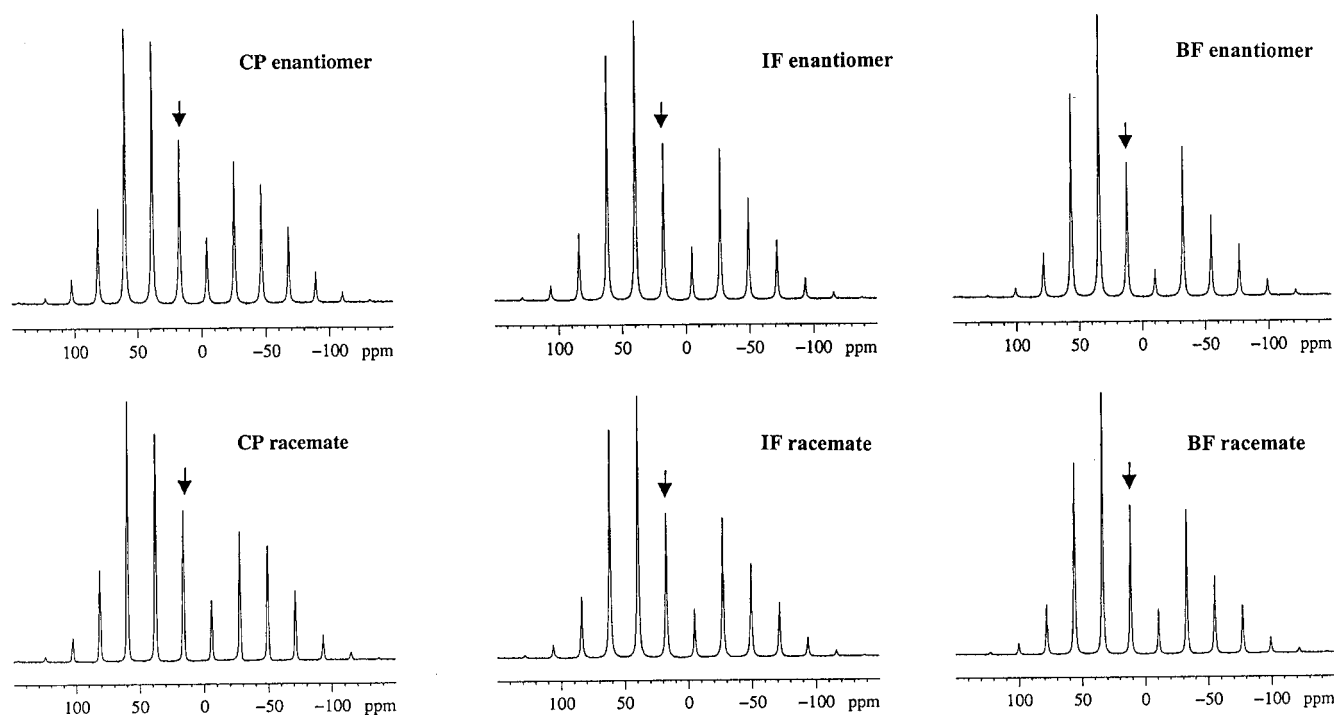 CP enantiomer
IF enantiomer
BF enantiomer
100 50 0 −50 −100 ppm
100 50 0 −50 −100 ppm
100 50 0 −50 −100 ppm
CP racemate
IF racemate
BF racemate
100 50 0 −50 −100 ppm
100 50 0 −50 −100 ppm
100 50 0 −50 −100 ppm